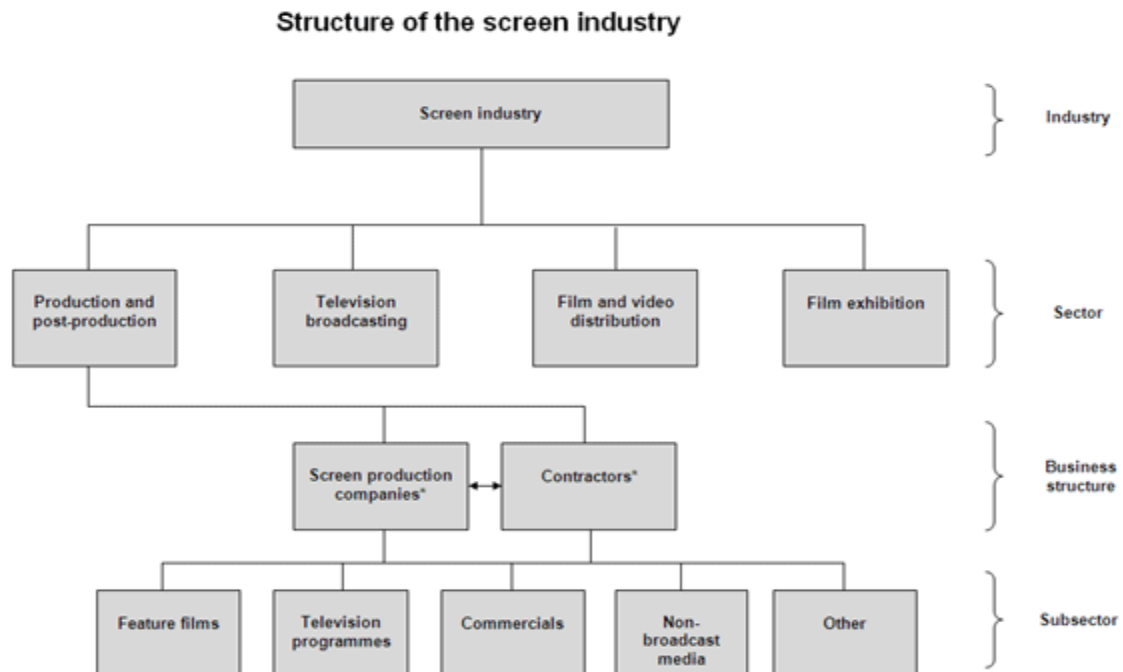 Structure of the screen industry
Screen industry
Industry
Production and
post-production
Television
broadcasting
Film and video
distribution
Film exhibition
Sector
Screen production
companies*
Contractors*
Business
structure
Feature films
Television
programmes
Commercials
Non-
broadcast
media
Other
Subsector